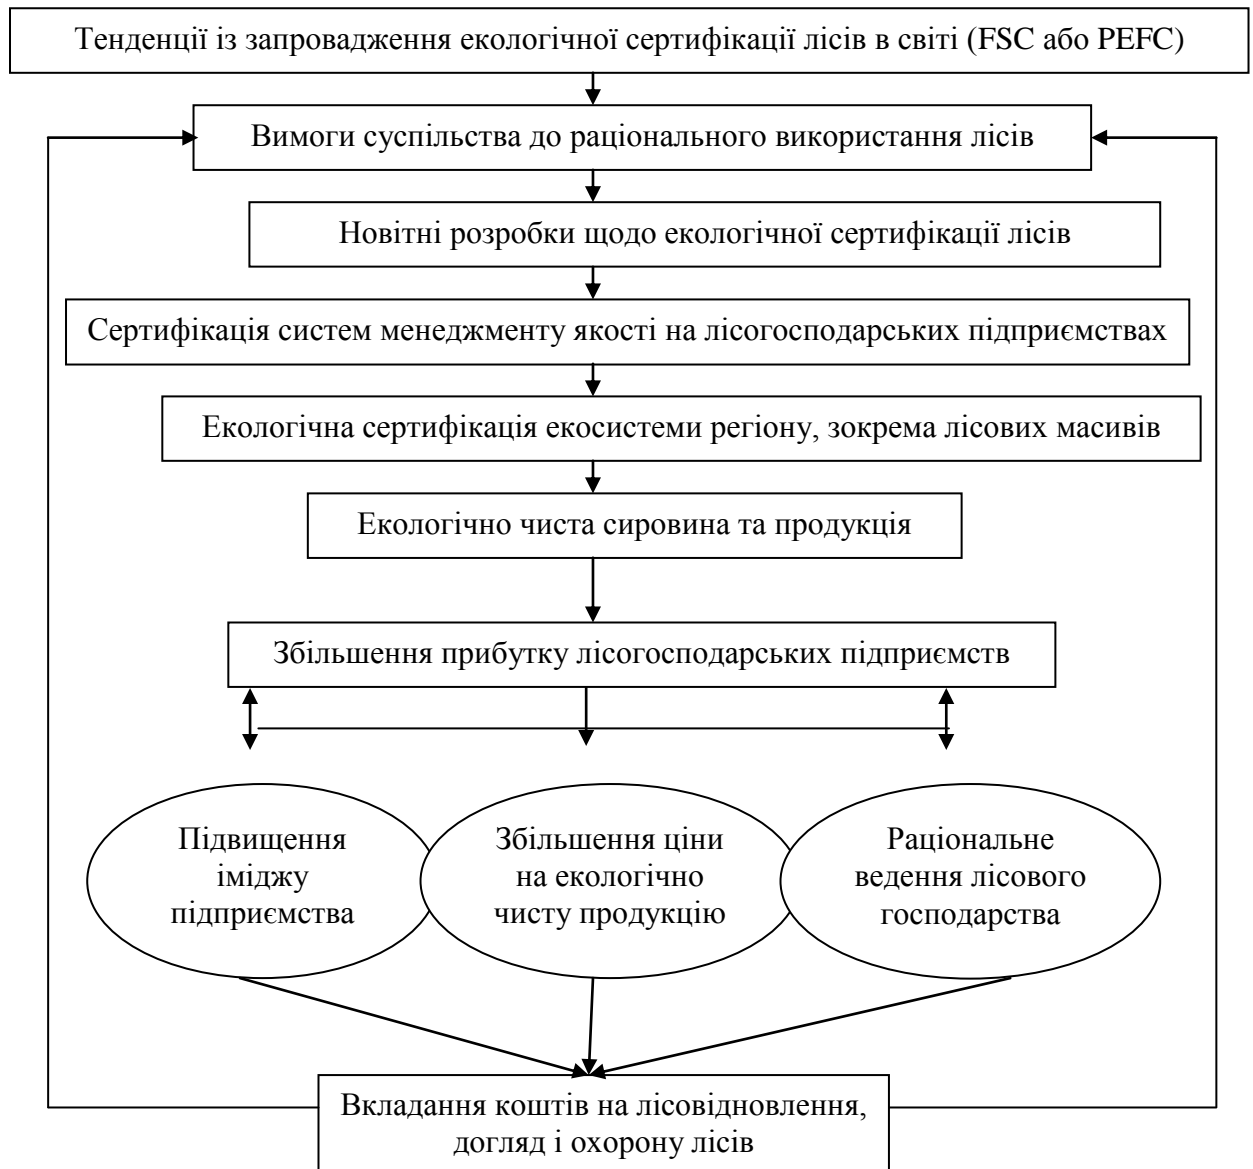 Тенденції із запровадження екологічної сертифікації лісів в світі (FSC або PEFC)
Вимоги суспільства до раціонального використання лісів
Новітні розробки щодо екологічної сертифікації лісів
Сертифікація систем менеджменту якості на лісогосподарських підприємствах
Екологічна сертифікація екосистеми регіону, зокрема лісових масивів
Екологічно чиста сировина та продукція
Збільшення прибутку лісогосподарських підприємств
Підвищення
іміджу
підприємства
Збільшення ціни
на екологічно
чисту продукцію
Раціональне
ведення лісового
господарства
Вкладання коштів на лісовідновлення,
догляд і охорону лісів